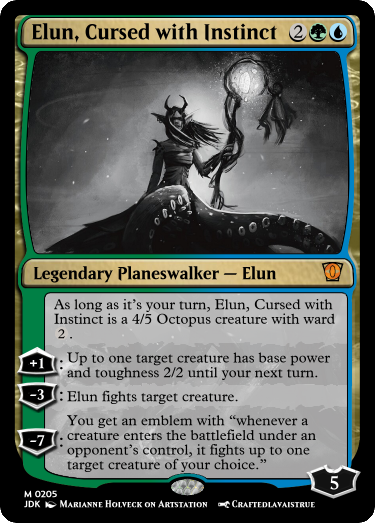 Elun, Cursed with Instinct 2
Legendary Planeswalker — Elun
As long as it's your turn, Elun, Cursed with
Instinct is a 4/5 Octopus creature with ward
2 .
+1: Up to one target creature has base power
and toughness 2/2 until your next turn.
-3: Elun fights target creature.
-7: You get an emblem with “whenever a
creature enters the battlefield under an
opponent's control, it fights up to one
target creature of your choice.”
5
M 0205
JDK Marianne Holveck on Artstation Craftedlavaistrue